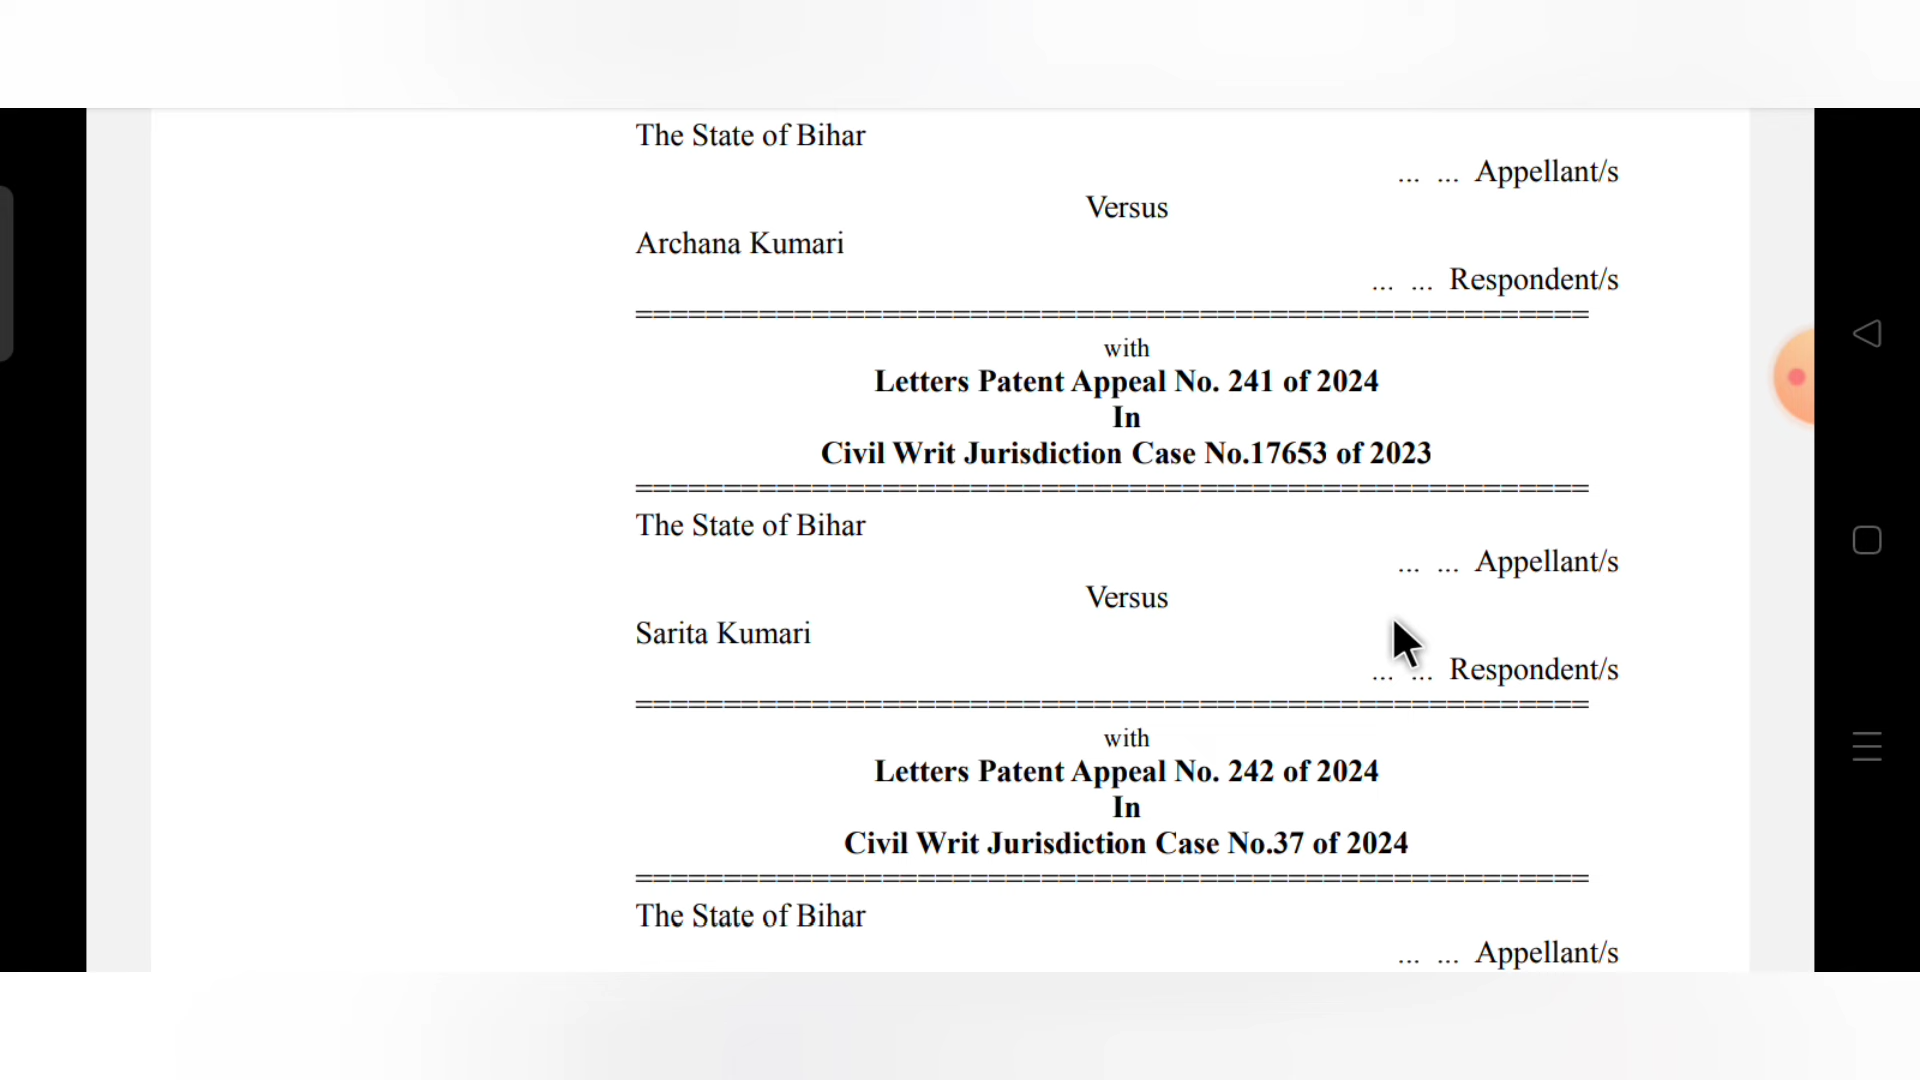 The State of Bihar
... ... Appellant/s
Versus
Archana Kumari
... ... Respondent/s
======================================================
with
Letters Patent Appeal No. 241 of 2024
In
Civil Writ Jurisdiction Case No.17653 of 2023
======================================================
The State of Bihar
... ... Appellant/s
Versus
Sarita Kumari
... ... Respondent/s
======================================================
with
Letters Patent Appeal No. 242 of 2024
In
Civil Writ Jurisdiction Case No.37 of 2024
======================================================
The State of Bihar
... ... Appellant/s